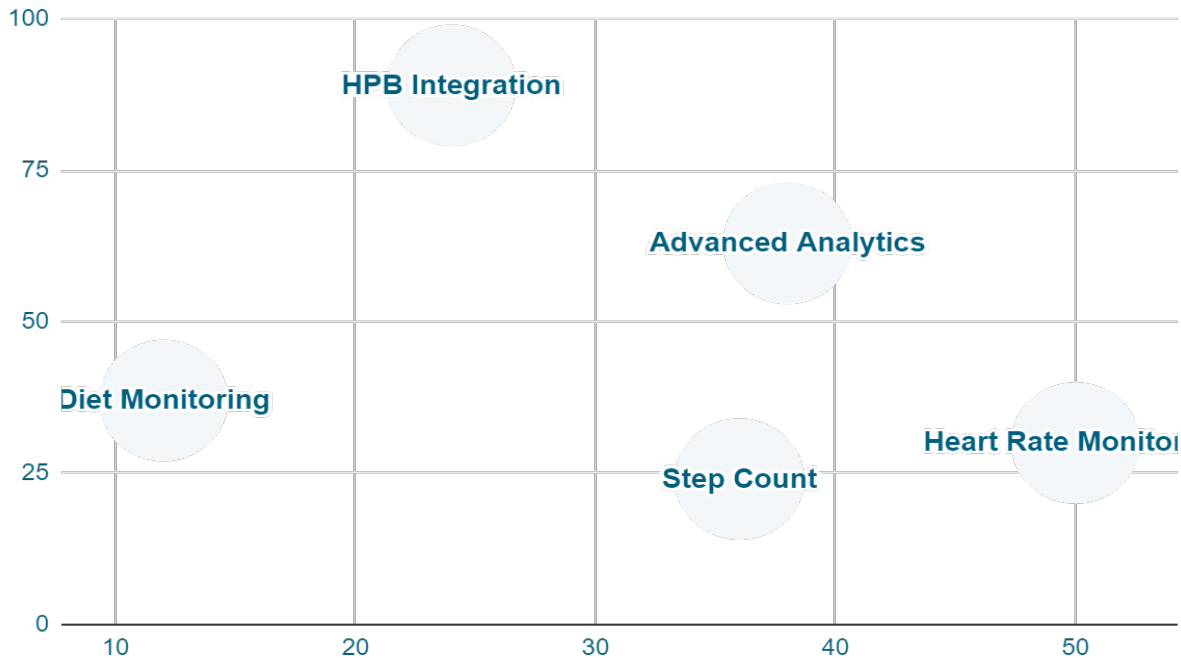 100
HPB Integration
75
Advanced Analytics
50
Diet Monitoring
Heart Rate Monitor
25
Step Count
0
10 20 30 40 50